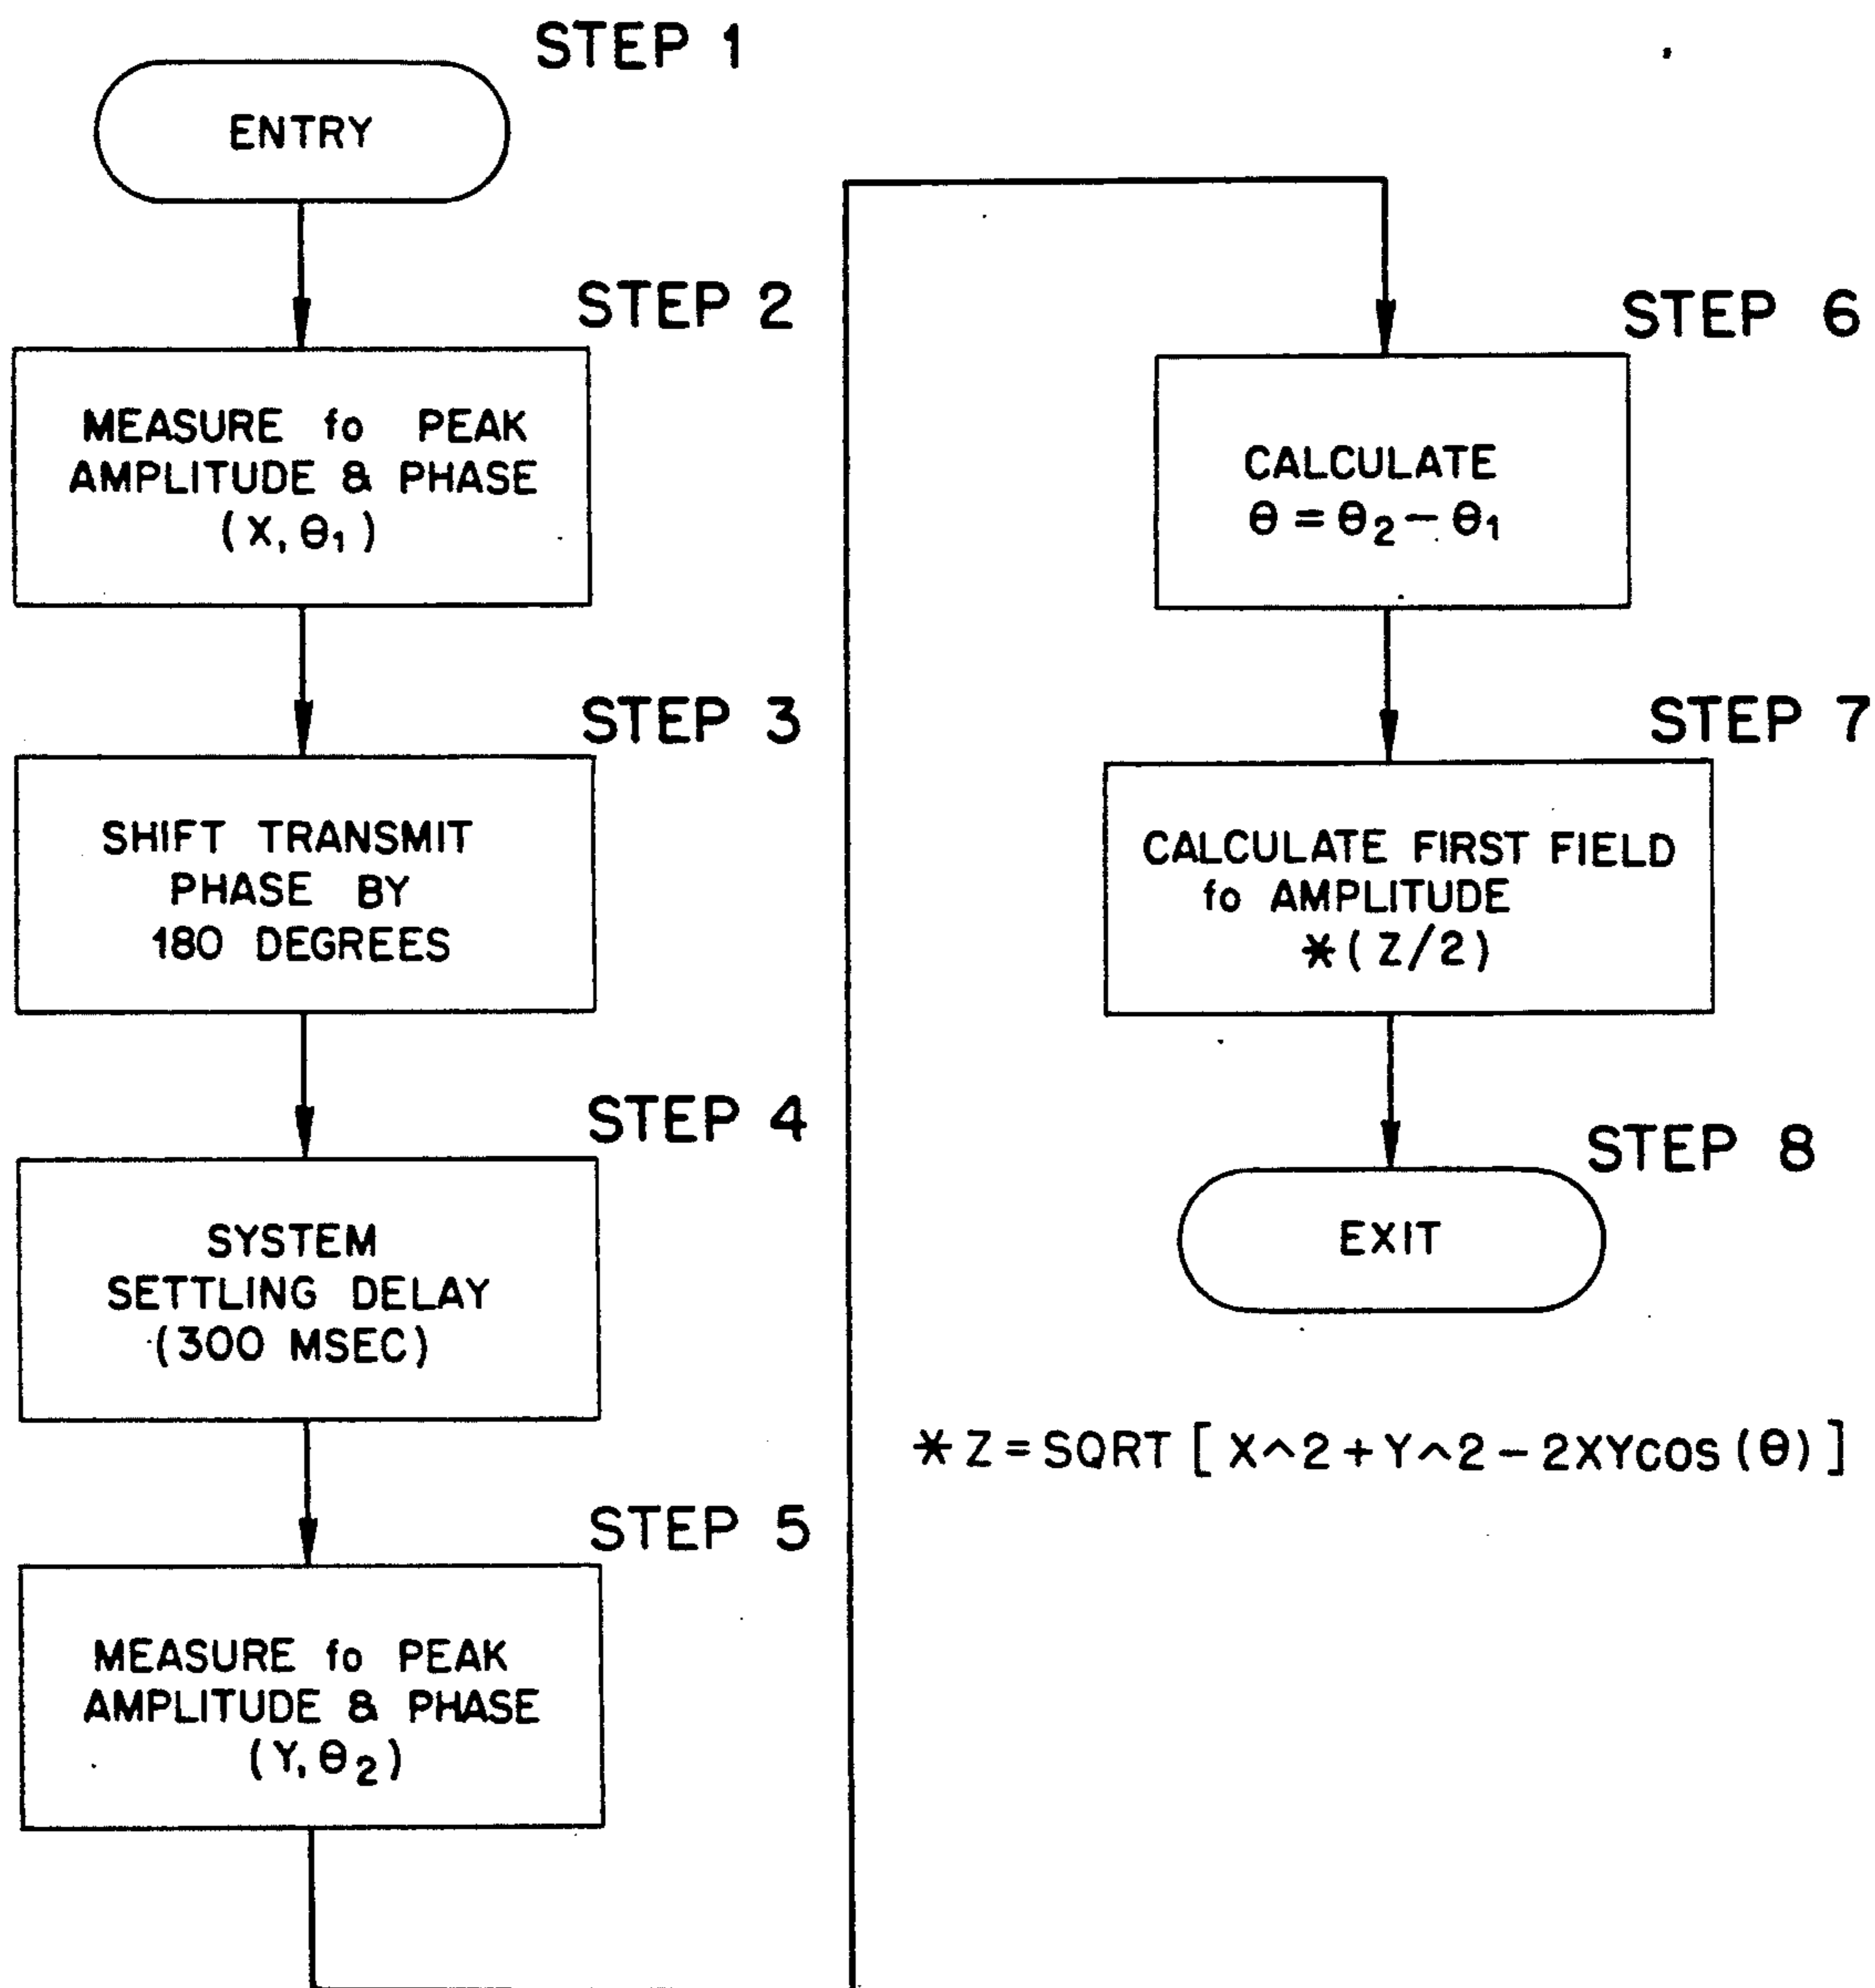 STEP 1
ENTRY
STEP 2
MEASURE fo PEAK
AMPLITUDE & PHASE
(X, θ₁)
STEP 3
SHIFT TRANSMIT
PHASE BY
180 DEGREES
STEP 4
SYSTEM
SETTLING DELAY
(300 MSEC)
STEP 5
MEASURE fo PEAK
AMPLITUDE & PHASE
(Y, θ₂)
STEP 6
CALCULATE
θ = θ₂ - θ₁
STEP 7
CALCULATE FIRST FIELD
fo AMPLITUDE
*(Z/2)
STEP 8
EXIT
* Z = SQRT [ X^2 + Y^2 - 2XYCOS (θ) ]